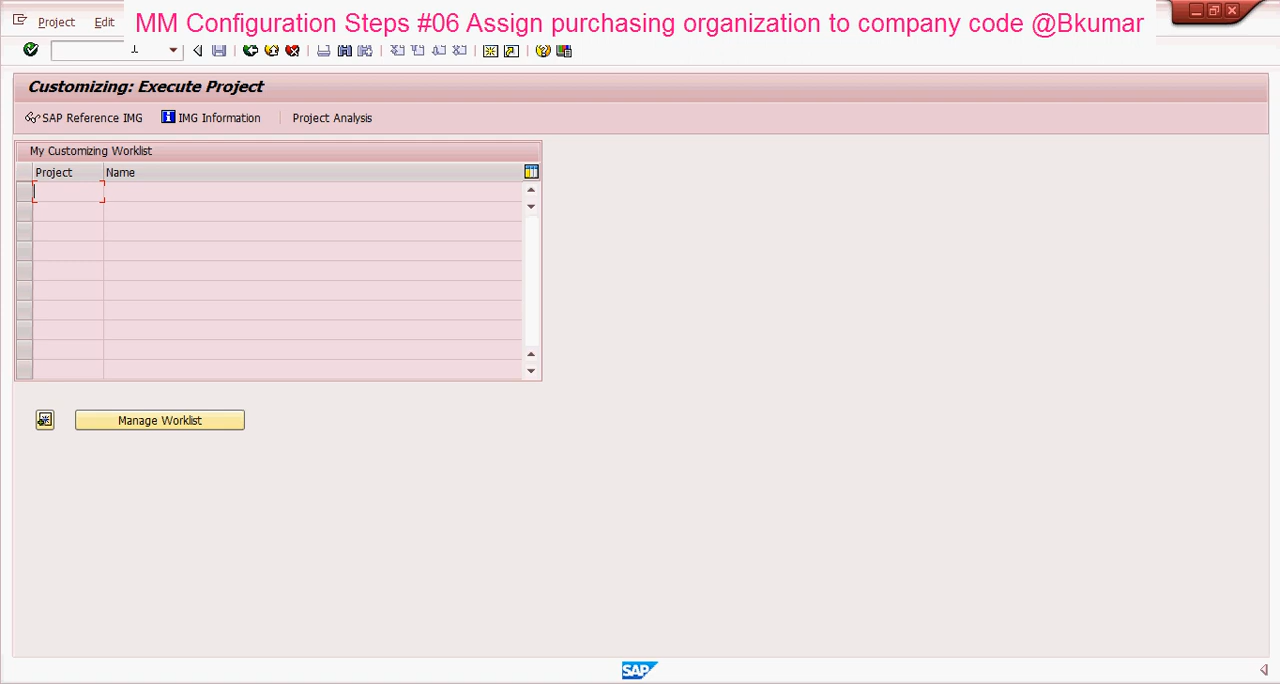 MM Configuration Steps #06 Assign purchasing organization to company code @Bkumar
Project Edit
Customizing: Execute Project
SAP Reference IMG IMG Information Project Analysis
My Customizing Worklist
Project Name
Manage Worklist
SAP